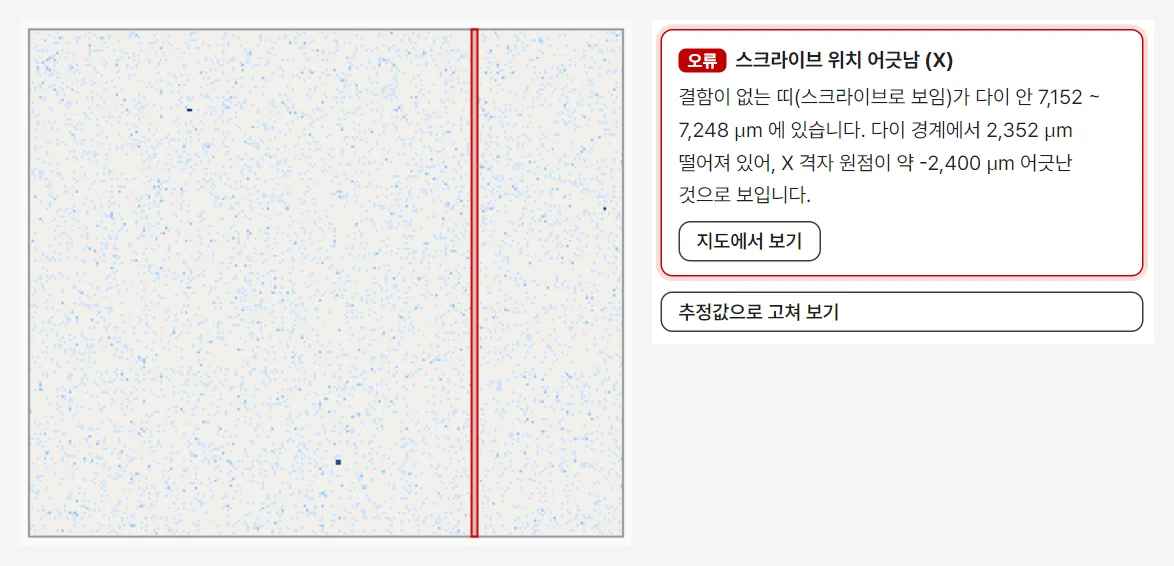 오류 스크라이브 위치 어긋남 (X)
결함이 없는 띠(스크라이브로 보임)가 다이 안 7,152 ~
7,248 μm 에 있습니다. 다이 경계에서 2,352 μm
떨어져 있어, X 격자 원점이 약 -2,400 μm 어긋난
것으로 보입니다.
지도에서 보기
추정값으로 고쳐 보기